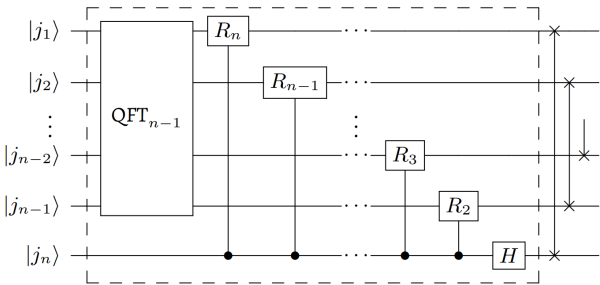 |j₁⟩ Rₙ ···
|j₂⟩ Rₙ₋₁ ···
QFTₙ₋₁
⋮ ⋮
|jₙ₋₂⟩ ··· R₃
|jₙ₋₁⟩ ··· R₂
|jₙ⟩ ··· H